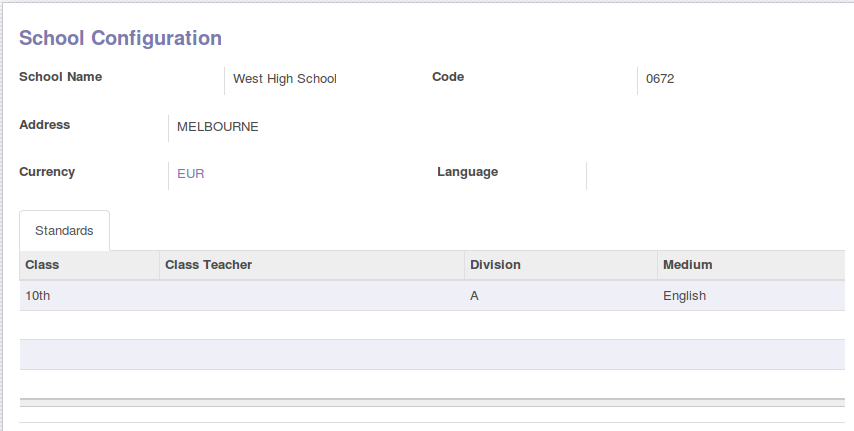 School Configuration
School Name West High School Code 0672
Address MELBOURNE
Currency EUR Language
Standards
Class Class Teacher Division Medium
10th A English